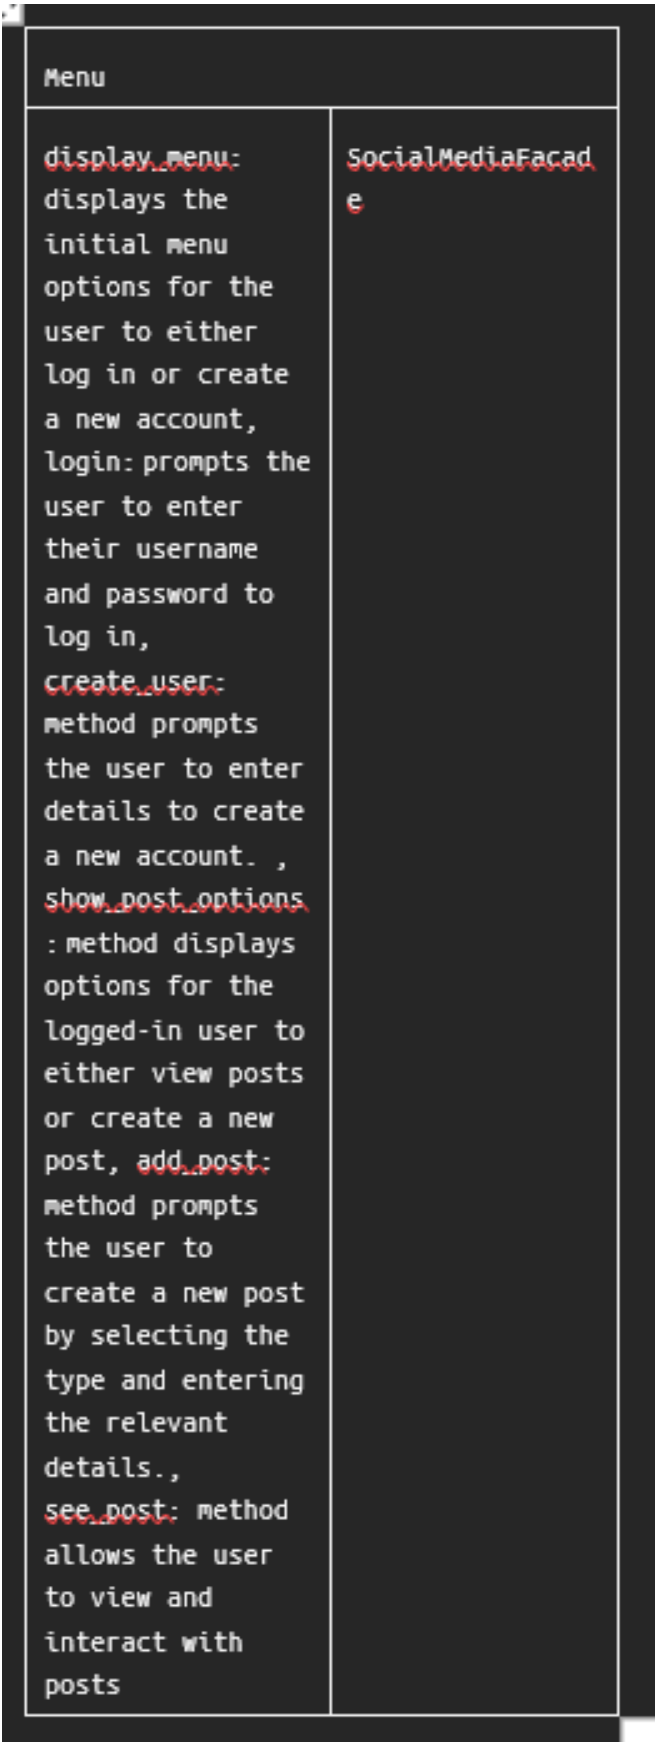 Menu
display_menu:
displays the
initial menu
options for the
user to either
log in or create
a new account,
login: prompts the
user to enter
their username
and password to
log in,
create_user:
method prompts
the user to enter
details to create
a new account. ,
show_post_options
: method displays
options for the
logged-in user to
either view posts
or create a new
post, add_post:
method prompts
the user to
create a new post
by selecting the
type and entering
the relevant
details.,
see_post: method
allows the user
to view and
interact with
posts
SocialMediaFacad
e